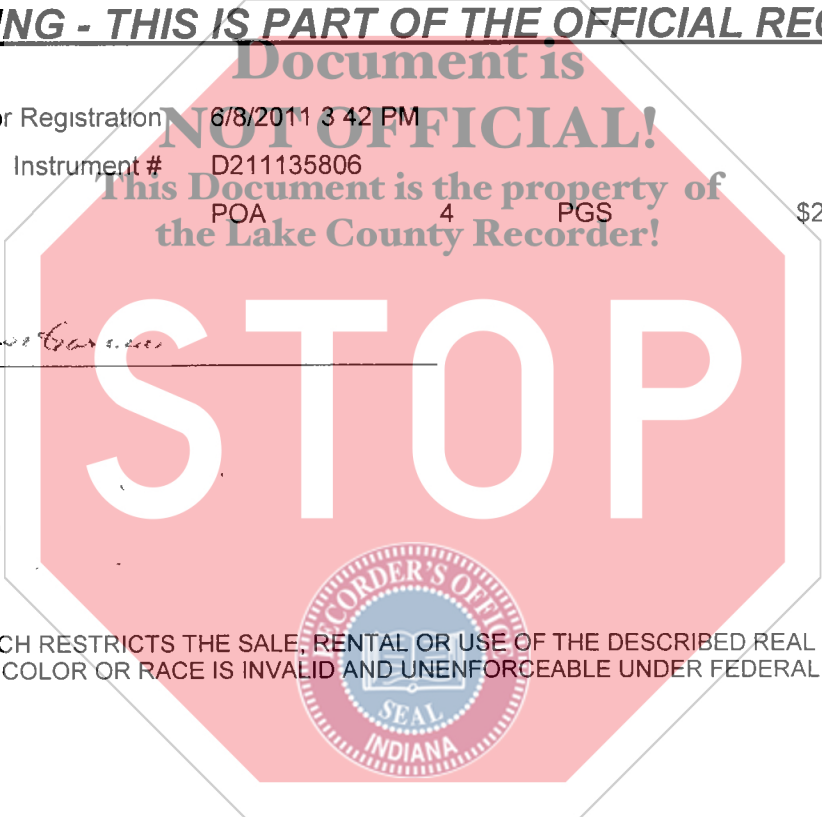 NG - THIS IS PART OF THE OFFICIAL REC
Document is
or Registration 6/8/2011 3 42 PM
NOT OFFICIAL!
Instrument # D211135806
This Document is the property of
POA 4 PGS $2
the Lake County Recorder!
STOP
RECORDER'S OFFICE
CH RESTRICTS THE SALE, RENTAL OR USE OF THE DESCRIBED REAL
COLOR OR RACE IS INVALID AND UNENFORCEABLE UNDER FEDERAL
SEAL
INDIANA